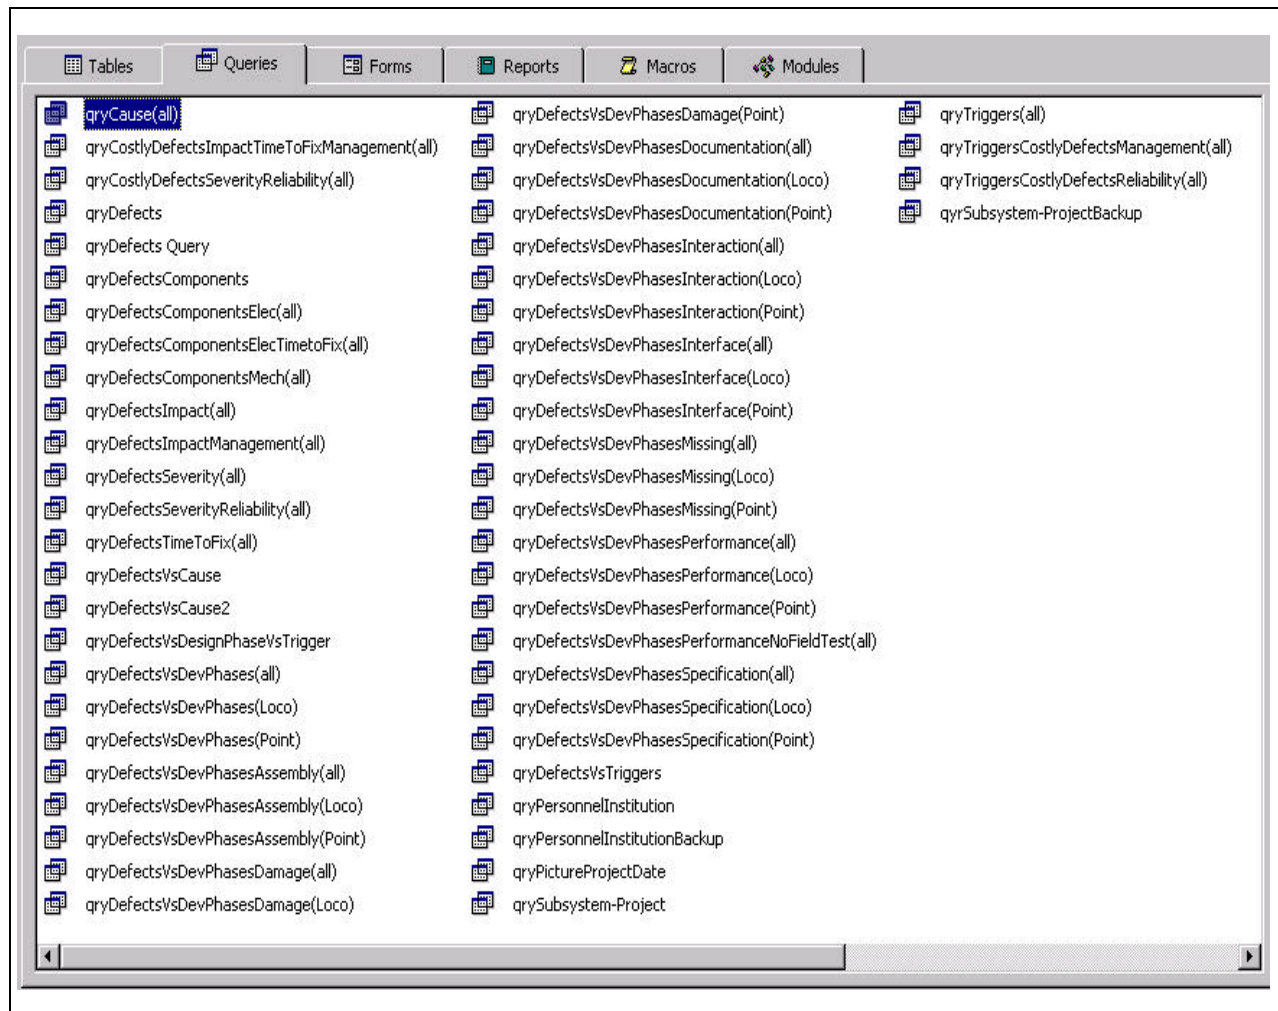 Tables Queries Forms Reports Macros Modules
qryCause(all)
qryCostlyDefectsImpactTimeToFixManagement(all)
qryCostlyDefectsSeverityReliability(all)
qryDefects
qryDefects Query
qryDefectsComponents
qryDefectsComponentsElec(all)
qryDefectsComponentsElecTimetoFix(all)
qryDefectsComponentsMech(all)
qryDefectsImpact(all)
qryDefectsImpactManagement(all)
qryDefectsSeverity(all)
qryDefectsSeverityReliability(all)
qryDefectsTimeToFix(all)
qryDefectsVsCause
qryDefectsVsCause2
qryDefectsVsDesignPhaseVsTrigger
qryDefectsVsDevPhases(all)
qryDefectsVsDevPhases(Loco)
qryDefectsVsDevPhases(Point)
qryDefectsVsDevPhasesAssembly(all)
qryDefectsVsDevPhasesAssembly(Loco)
qryDefectsVsDevPhasesAssembly(Point)
qryDefectsVsDevPhasesDamage(all)
qryDefectsVsDevPhasesDamage(Loco)
qryDefectsVsDevPhasesDamage(Point)
qryDefectsVsDevPhasesDocumentation(all)
qryDefectsVsDevPhasesDocumentation(Loco)
qryDefectsVsDevPhasesDocumentation(Point)
qryDefectsVsDevPhasesInteraction(all)
qryDefectsVsDevPhasesInteraction(Loco)
qryDefectsVsDevPhasesInteraction(Point)
qryDefectsVsDevPhasesInterface(all)
qryDefectsVsDevPhasesInterface(Loco)
qryDefectsVsDevPhasesInterface(Point)
qryDefectsVsDevPhasesMissing(all)
qryDefectsVsDevPhasesMissing(Loco)
qryDefectsVsDevPhasesMissing(Point)
qryDefectsVsDevPhasesPerformance(all)
qryDefectsVsDevPhasesPerformance(Loco)
qryDefectsVsDevPhasesPerformance(Point)
qryDefectsVsDevPhasesPerformanceNoFieldTest(all)
qryDefectsVsDevPhasesSpecification(all)
qryDefectsVsDevPhasesSpecification(Loco)
qryDefectsVsDevPhasesSpecification(Point)
qryDefectsVsTriggers
qryPersonnelInstitution
qryPersonnelInstitutionBackup
qryPictureProjectDate
qrySubsystem-Project
qryTriggers(all)
qryTriggersCostlyDefectsManagement(all)
qryTriggersCostlyDefectsReliability(all)
qyrSubsystem-ProjectBackup